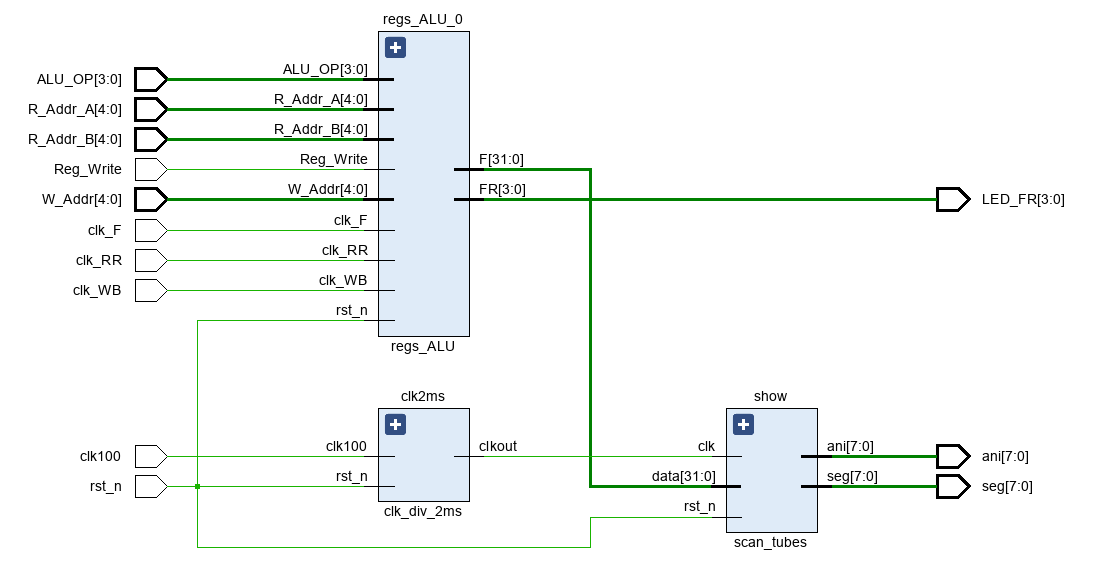 regs_ALU_0
ALU_OP[3:0]
ALU_OP[3:0]
R_Addr_A[4:0]
R_Addr_A[4:0]
R_Addr_B[4:0]
R_Addr_B[4:0]
Reg_Write
Reg_Write
F[31:0]
W_Addr[4:0]
W_Addr[4:0]
FR[3:0]
LED_FR[3:0]
clk_F
clk_F
clk_RR
clk_RR
clk_WB
clk_WB
rst_n
regs_ALU
clk2ms
show
clk100
clk100
clkout
clk
ani[7:0]
ani[7:0]
rst_n
rst_n
data[31:0]
seg[7:0]
seg[7:0]
rst_n
clk_div_2ms
scan_tubes